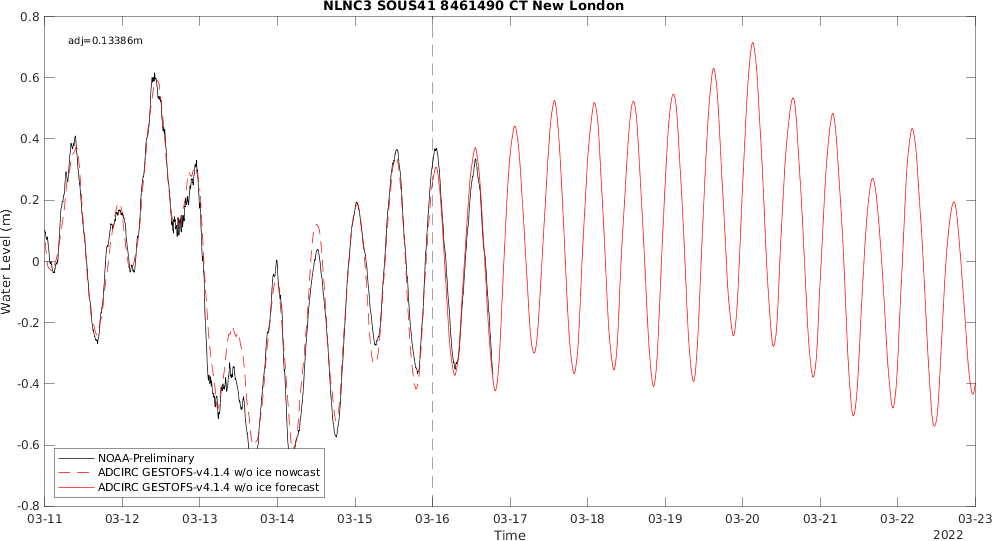 NLNC3 SOUS41 8461490 CT New London
adj=0.13386m
0.8
0.6
0.4
0.2
0
-0.2
-0.4
-0.6
-0.8
Water Level (m)
NOAA-Preliminary
ADCIRC GESTOFS-v4.1.4 w/o ice nowcast
ADCIRC GESTOFS-v4.1.4 w/o ice forecast
03-11 03-12 03-13 03-14 03-15 03-16 03-17 03-18 03-19 03-20 03-21 03-22 03-23
Time
2022